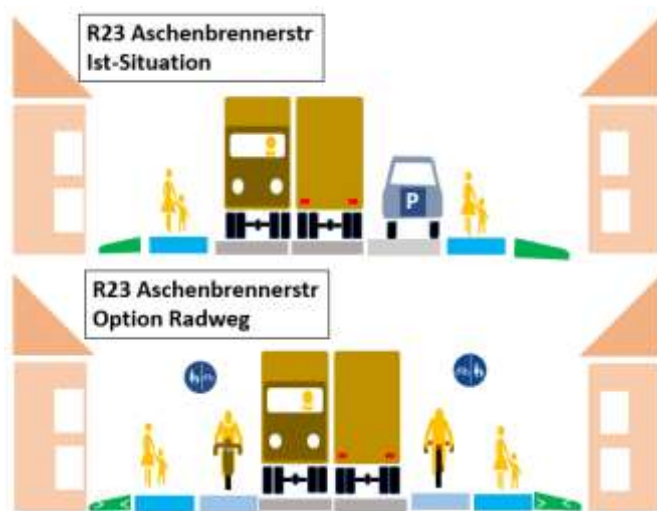 R23 Aschenbrennerstr
Ist-Situation
P
R23 Aschenbrennerstr
Option Radweg